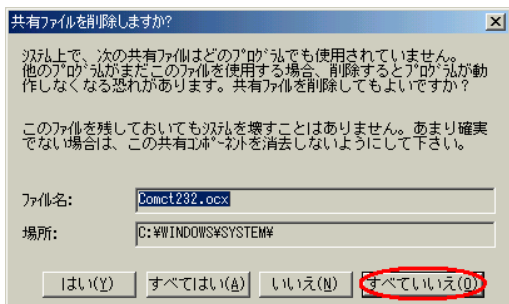 共有ファイルを削除しますか?
システム上で、次の共有ファイルはどのプログラムでも使用されていません。
他のプログラムがまだこのファイルを使用する場合、削除するとプログラムが動
作しなくなる恐れがあります。共有ファイルを削除してもよいですか?
このファイルを残しておいてもシステムを壊すことはありません。あまり確実
でない場合は、この共有コンポーネントを消去しないようにして下さい。
ファイル名: Comct232.ocx
場所: C:¥WINDOWS¥SYSTEM¥
はい(Y) すべてはい(A) いいえ(N) すべていいえ(O)